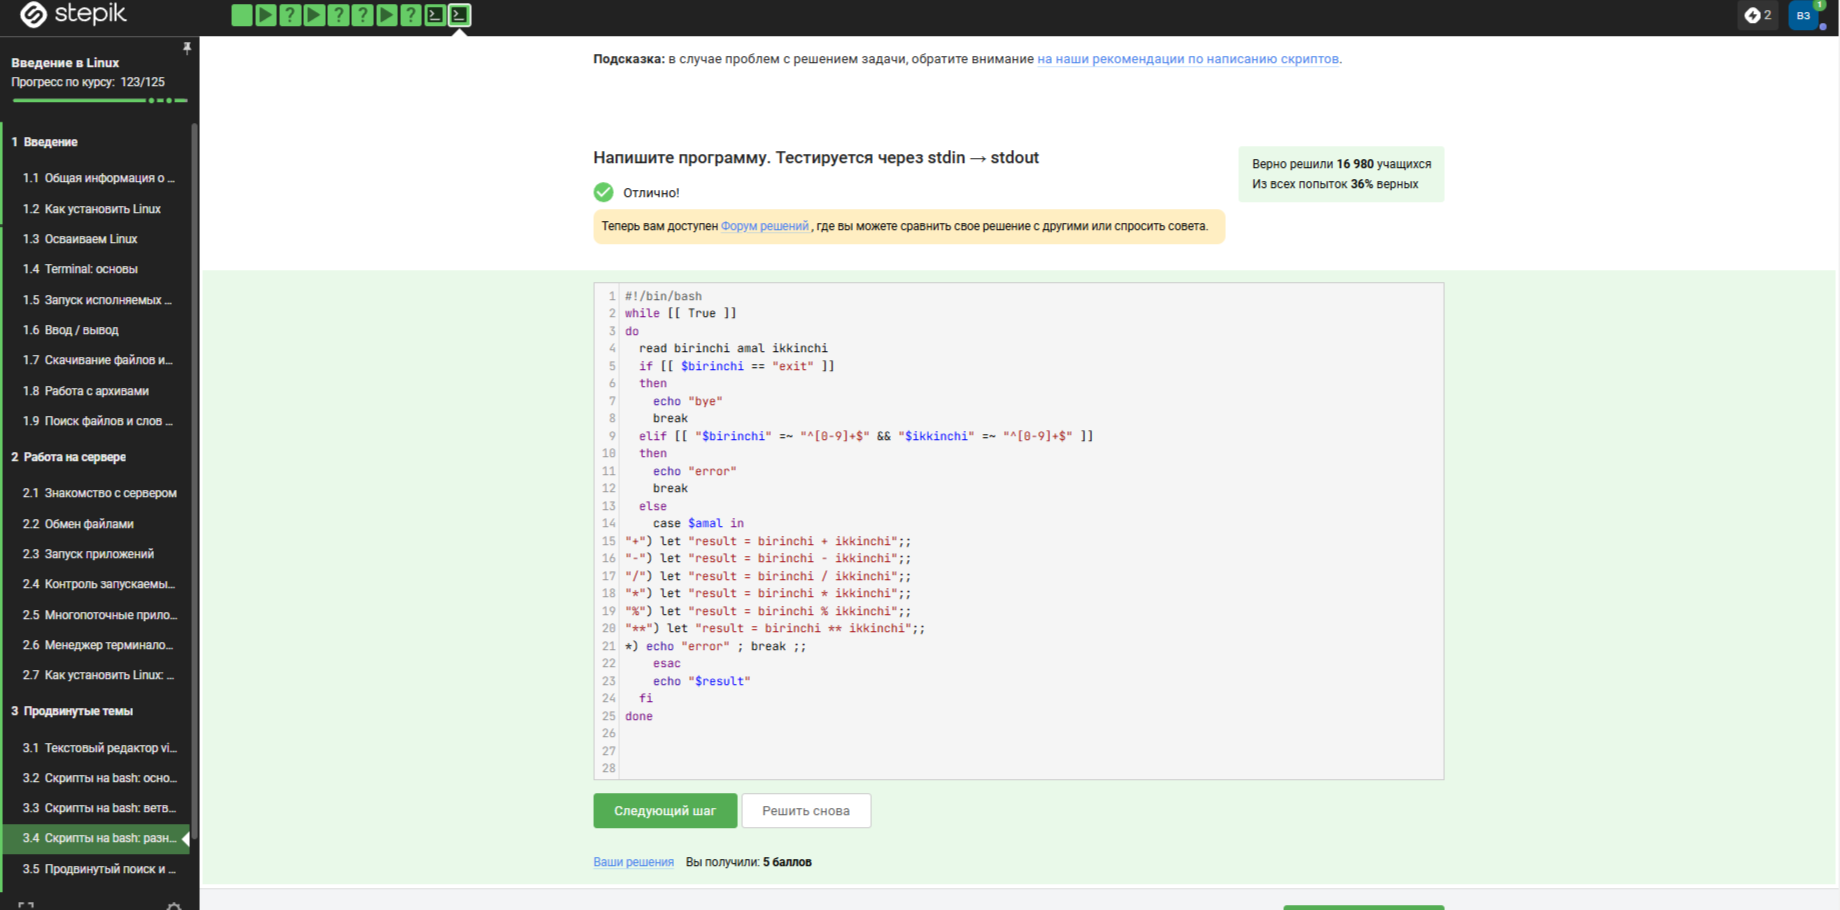 stepik
2
ВЗ
1
Введение в Linux
Прогресс по курсу: 123/125
1 Введение
1.1 Общая информация о ...
1.2 Как установить Linux
1.3 Осваиваем Linux
1.4 Terminal: основы
1.5 Запуск исполняемых ...
1.6 Ввод / вывод
1.7 Скачивание файлов и...
1.8 Работа с архивами
1.9 Поиск файлов и слов ...
2 Работа на сервере
2.1 Знакомство с сервером
2.2 Обмен файлами
2.3 Запуск приложений
2.4 Контроль запускаемы...
2.5 Многопоточные прило...
2.6 Менеджер терминало...
2.7 Как установить Linux: ...
3 Продвинутые темы
3.1 Текстовый редактор vi...
3.2 Скрипты на bash: осно...
3.3 Скрипты на bash: ветв...
3.4 Скрипты на bash: разн...
3.5 Продвинутый поиск и ...
Подсказка: в случае проблем с решением задачи, обратите внимание на наши рекомендации по написанию скриптов.
Напишите программу. Тестируется через stdin → stdout
Верно решили 16 980 учащихся
Из всех попыток 36% верных
Отлично!
Теперь вам доступен Форум решений, где вы можете сравнить свое решение с другими или спросить совета.
1 #!/bin/bash
2 while [[ True ]]
3 do
4   read birinchi amal ikkinchi
5   if [[ $birinchi == "exit" ]]
6   then
7     echo "bye"
8     break
9   elif [[ "$birinchi" =~ "^[0-9]+$" && "$ikkinchi" =~ "^[0-9]+$" ]]
10   then
11     echo "error"
12     break
13   else
14     case $amal in
15 "+") let "result = birinchi + ikkinchi";;
16 "-") let "result = birinchi - ikkinchi";;
17 "/") let "result = birinchi / ikkinchi";;
18 "*") let "result = birinchi * ikkinchi";;
19 "%") let "result = birinchi % ikkinchi";;
20 "**") let "result = birinchi ** ikkinchi";;
21 *) echo "error" ; break ;;
22     esac
23     echo "$result"
24   fi
25 done
26
27
28
Следующий шаг
Решить снова
Ваши решения Вы получили: 5 баллов